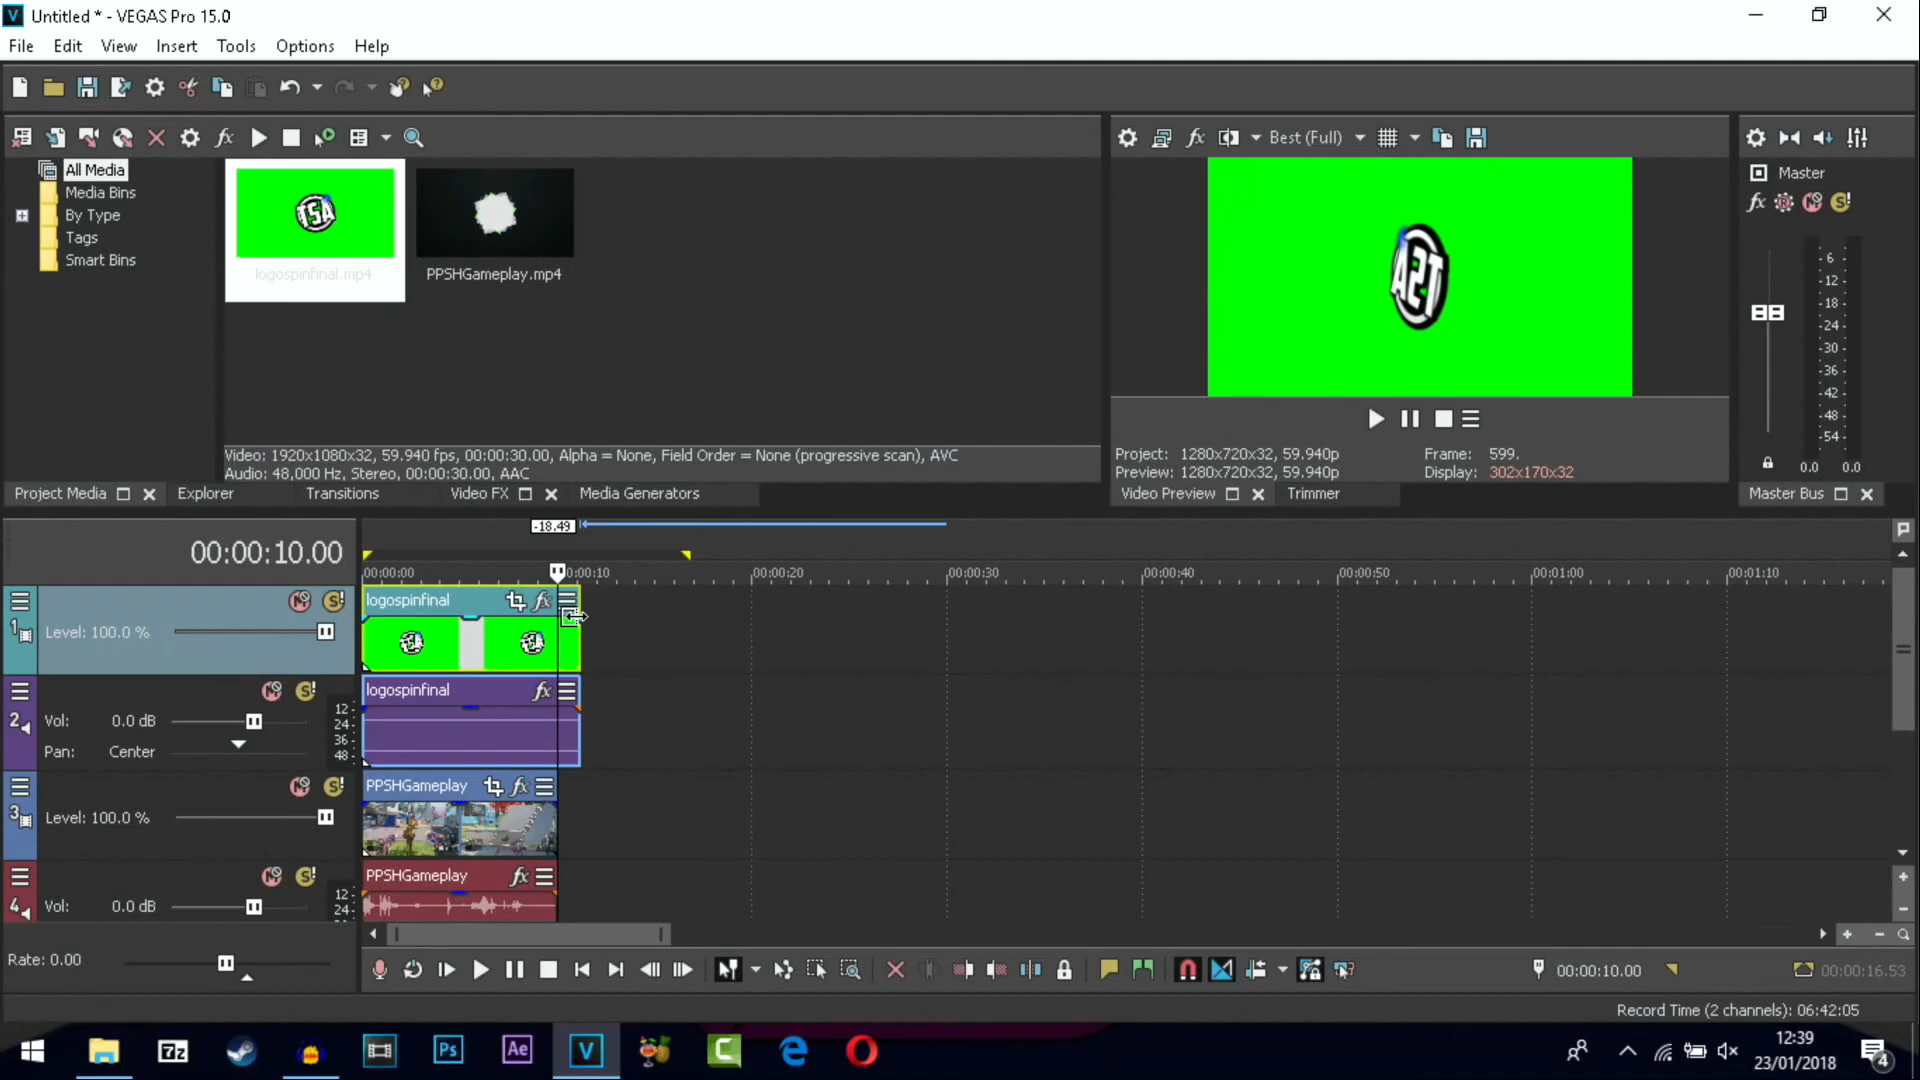 Untitled * - VEGAS Pro 15.0
File Edit View Insert Tools Options Help
All Media
Media Bins
By Type
Tags
Smart Bins
logospinfinal.mp4
PPSHGameplay.mp4
Video: 1920x1080x32, 59.940 fps, 00:00:30.00, Alpha = None, Field Order = None (progressive scan), AVC
Audio: 48,000 Hz, Stereo, 00:00:30.00, AAC
Project Media Explorer Transitions Video FX Media Generators
Best (Full)
Project: 1280x720x32, 59.940p Frame: 599.
Preview: 1280x720x32, 59.940p Display: 302x170x32
Video Preview Trimmer
Master
-6
-12
-18
-24
-30
-36
-42
-48
-54
0.0 0.0
Master Bus
-18.49
00:00:10.00
00:00:00 00:00:10 00:00:20 00:00:30 00:00:40 00:00:50 00:01:00 00:01:10
1 Level: 100.0 %
logospinfinal
2 Vol: 0.0 dB
Pan: Center
12
24
36
48
logospinfinal
3 Level: 100.0 %
PPSHGameplay
4 Vol: 0.0 dB
12
24
PPSHGameplay
Rate: 0.00
00:00:10.00
00:00:16.53
Record Time (2 channels): 06:42:05
7z Ps Ae V C
12:39
23/01/2018
4